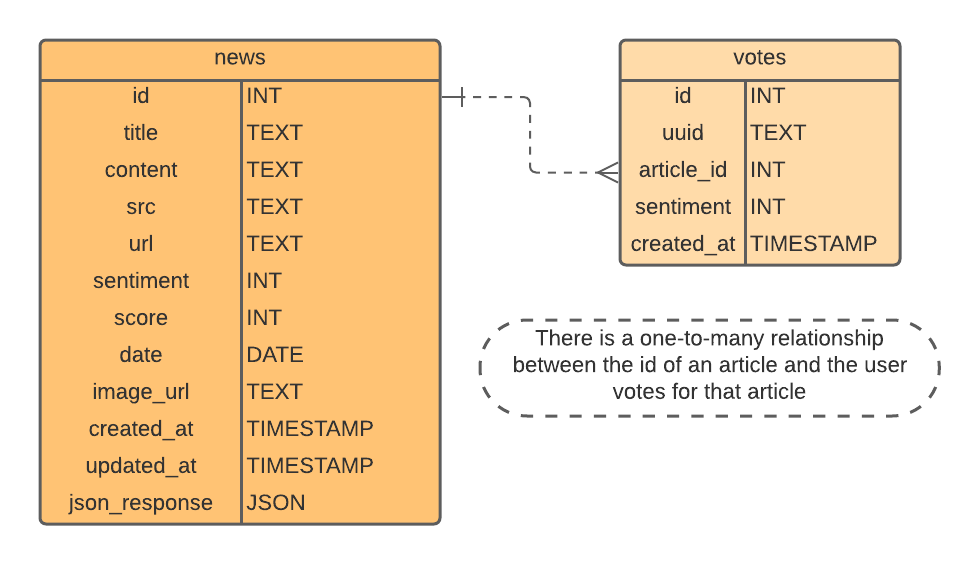 news
id INT
title TEXT
content TEXT
src TEXT
url TEXT
sentiment INT
score INT
date DATE
image_url TEXT
created_at TIMESTAMP
updated_at TIMESTAMP
json_response JSON
votes
id INT
uuid TEXT
article_id INT
sentiment INT
created_at TIMESTAMP
There is a one-to-many relationship
between the id of an article and the user
votes for that article